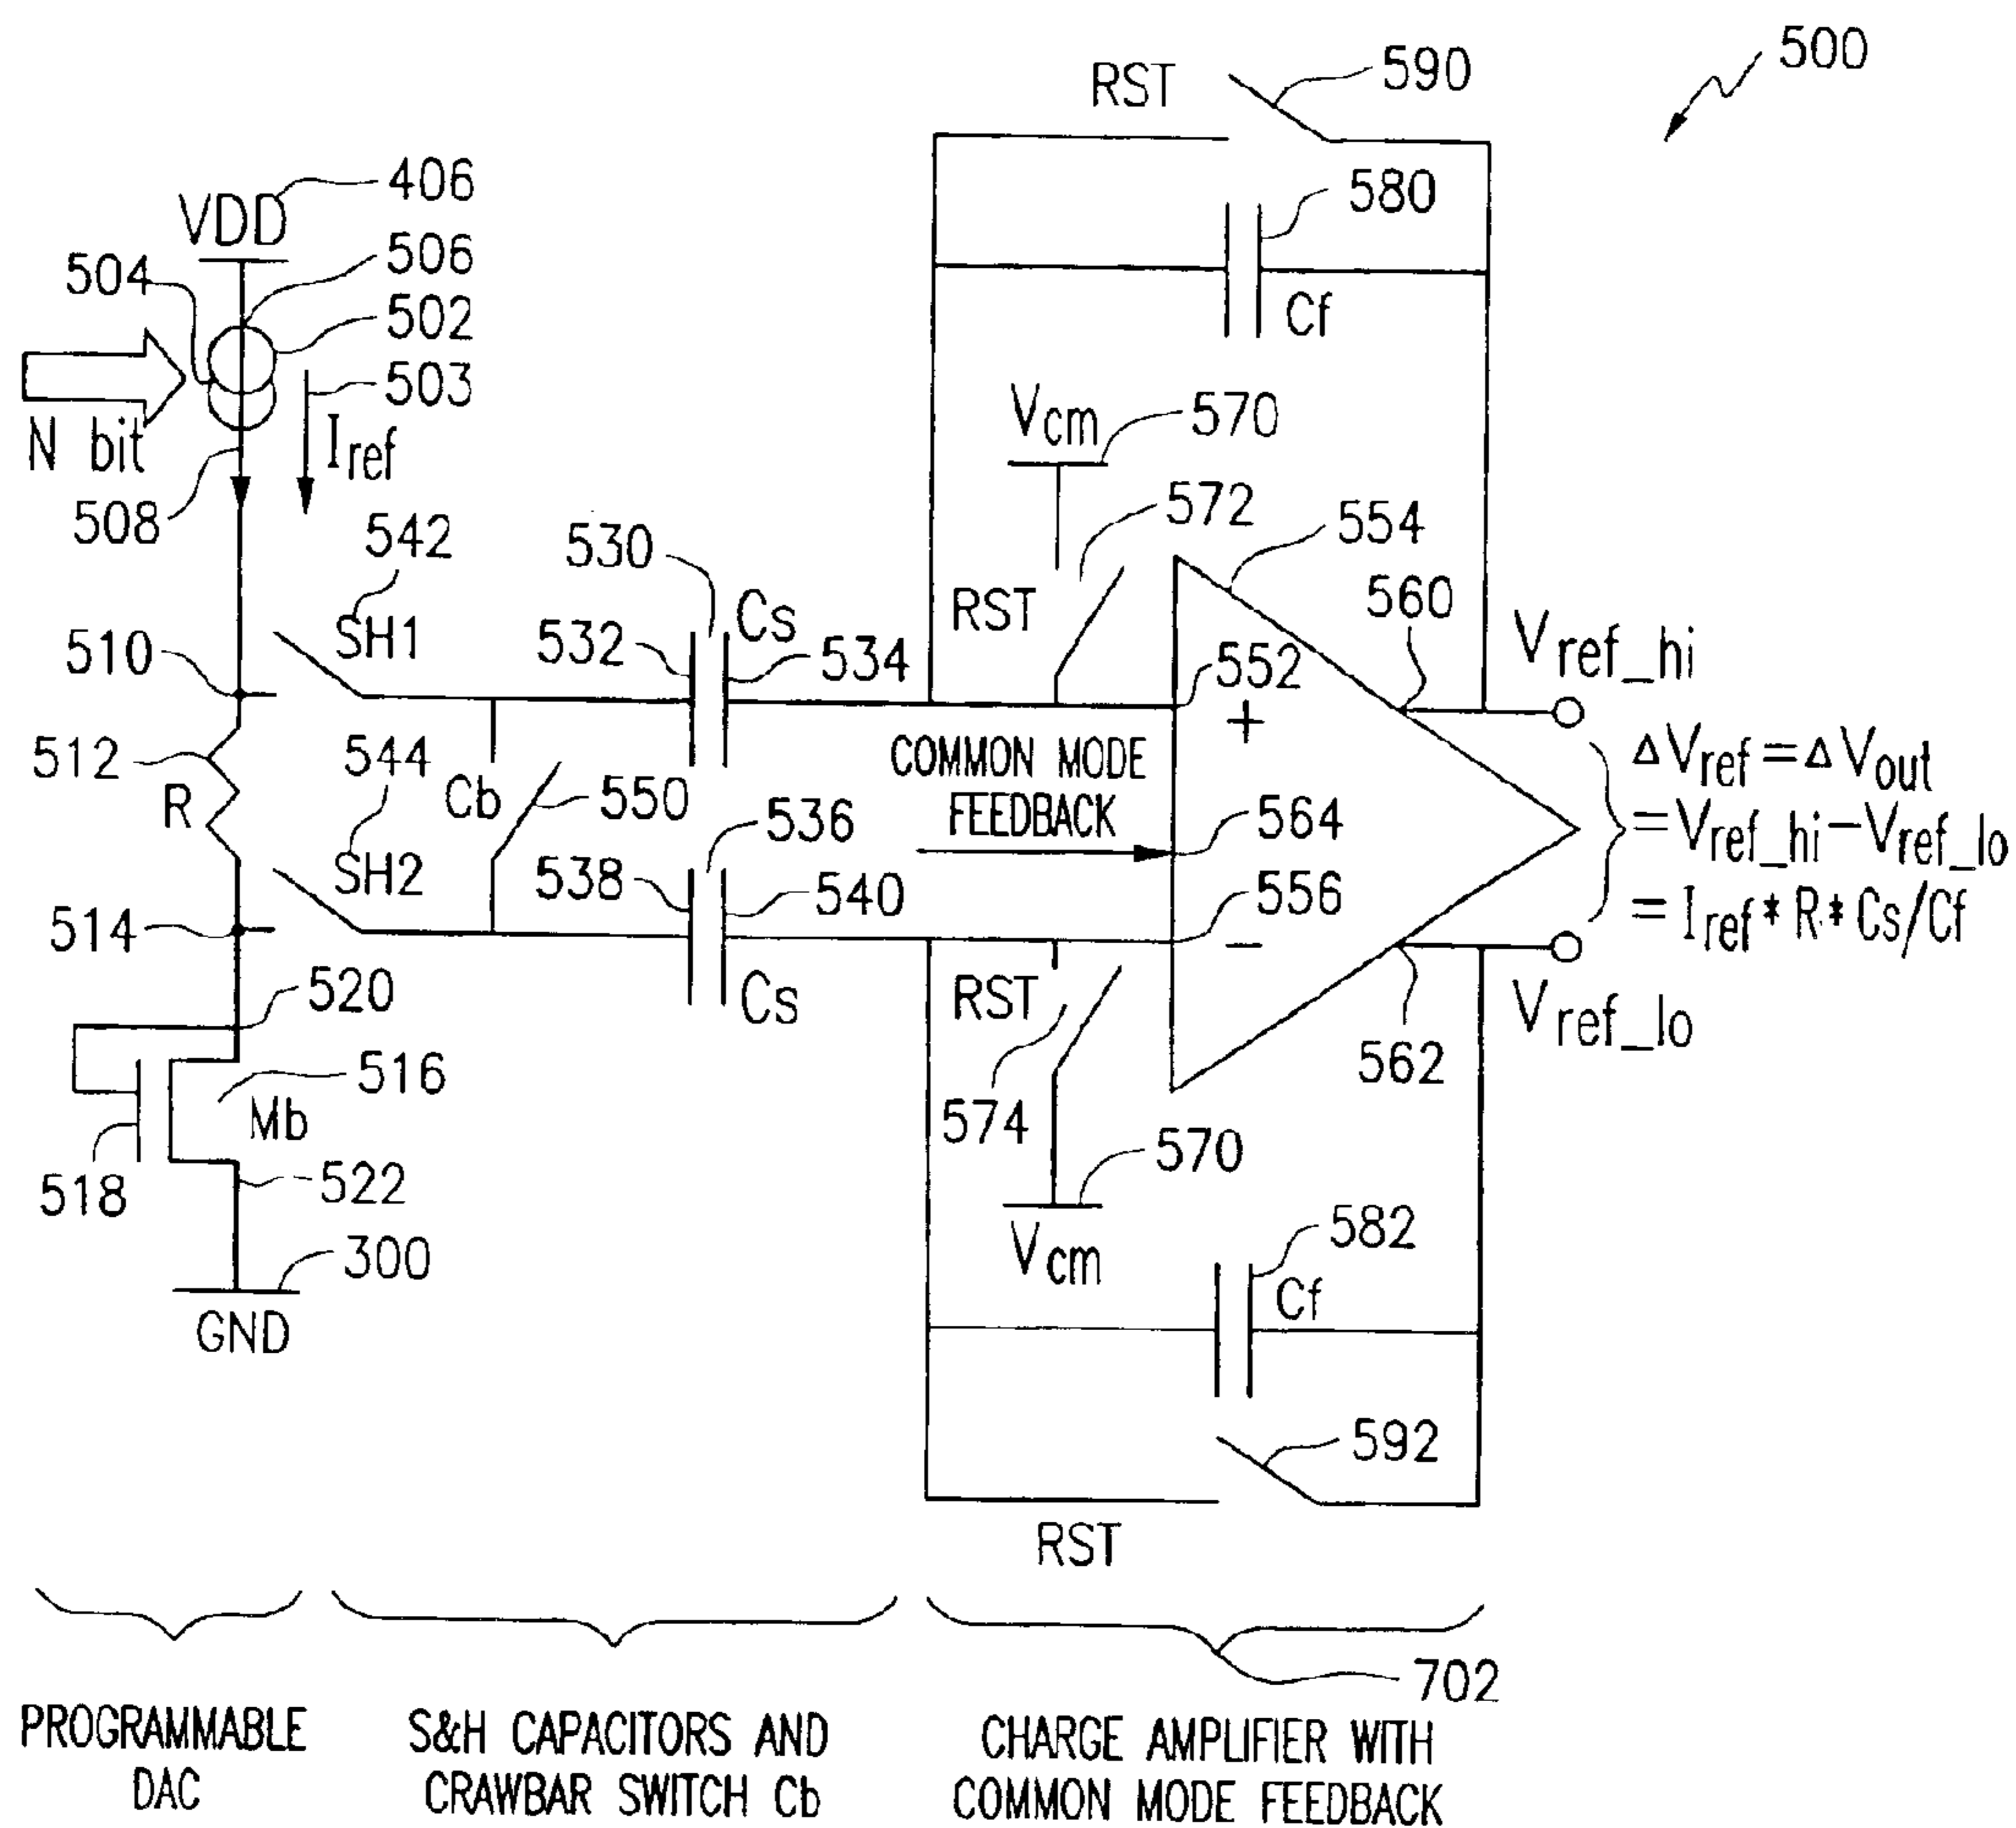 500
RST
590
580
Cf
406
VDD
506
504
502
503
N bit
Iref
508
Vcm
570
572
RST
554
560
542
SH1
530
Cs
532
534
510
552
+
Vref_hi
512
R
544
SH2
Cb
550
COMMON MODE
FEEDBACK
564
ΔVref = ΔVout
= Vref_hi - Vref_lo
= Iref * R * Cs/Cf
536
538
540
Cs
556
−
514
RST
574
562
Vref_lo
520
516
Mb
518
522
570
Vcm
300
GND
582
Cf
592
RST
702
PROGRAMMABLE
DAC
S&H CAPACITORS AND
CRAWBAR SWITCH Cb
CHARGE AMPLIFIER WITH
COMMON MODE FEEDBACK